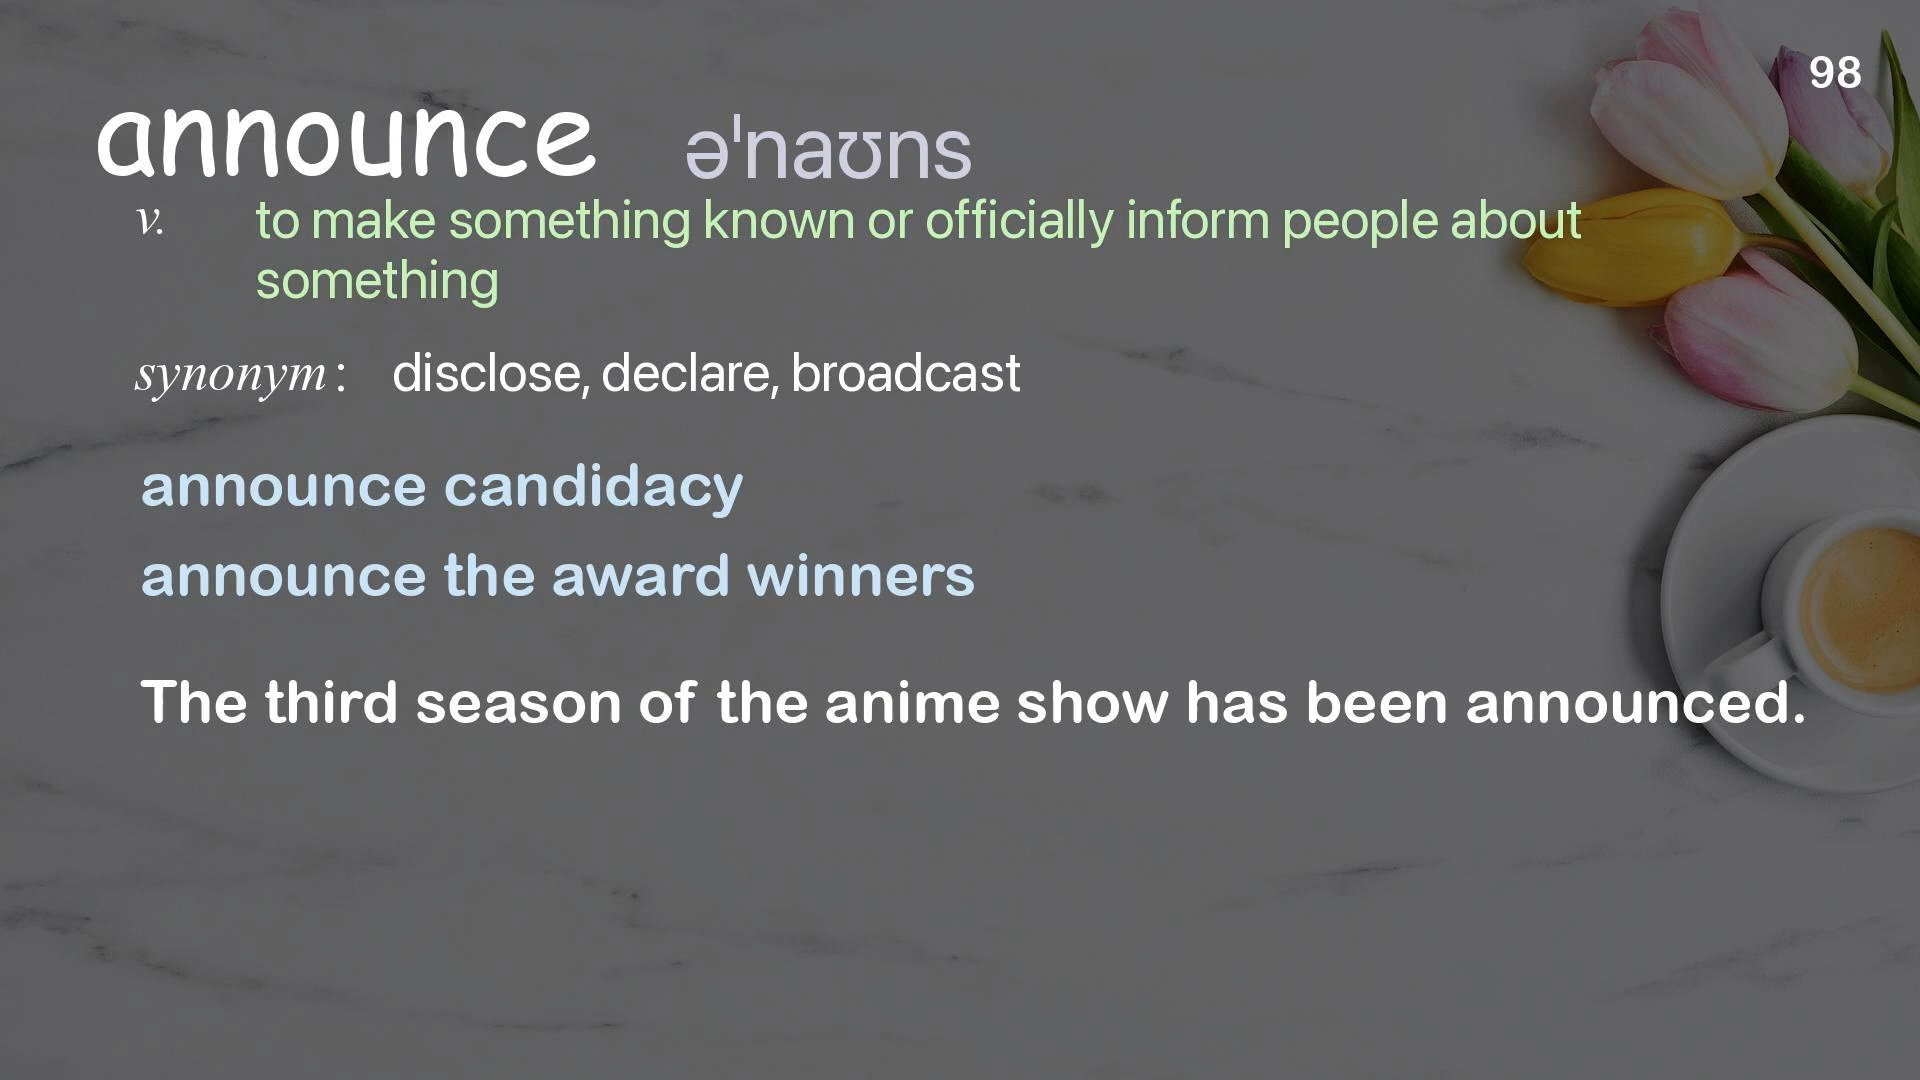 98
announce əˈnaʊns
v. to make something known or officially inform people about
something
synonym : disclose, declare, broadcast
announce candidacy
announce the award winners
The third season of the anime show has been announced.